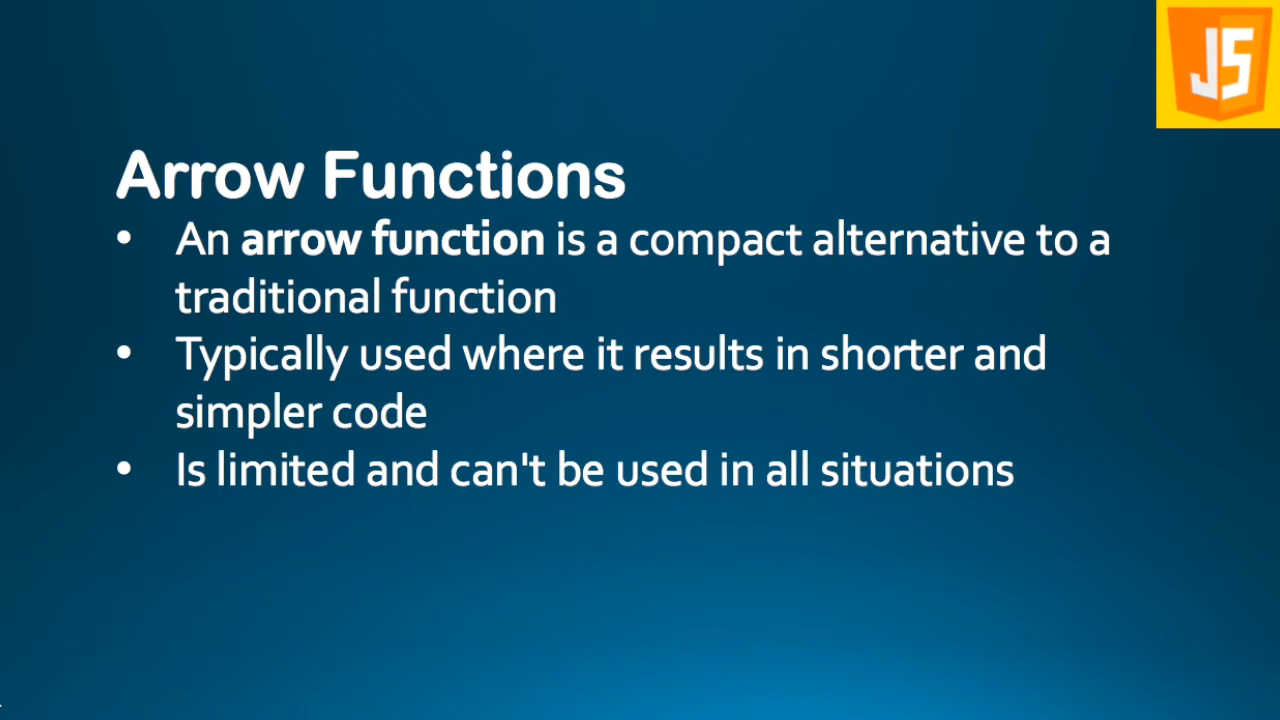 JS
Arrow Functions
• An arrow function is a compact alternative to a
traditional function
• Typically used where it results in shorter and
simpler code
• Is limited and can't be used in all situations